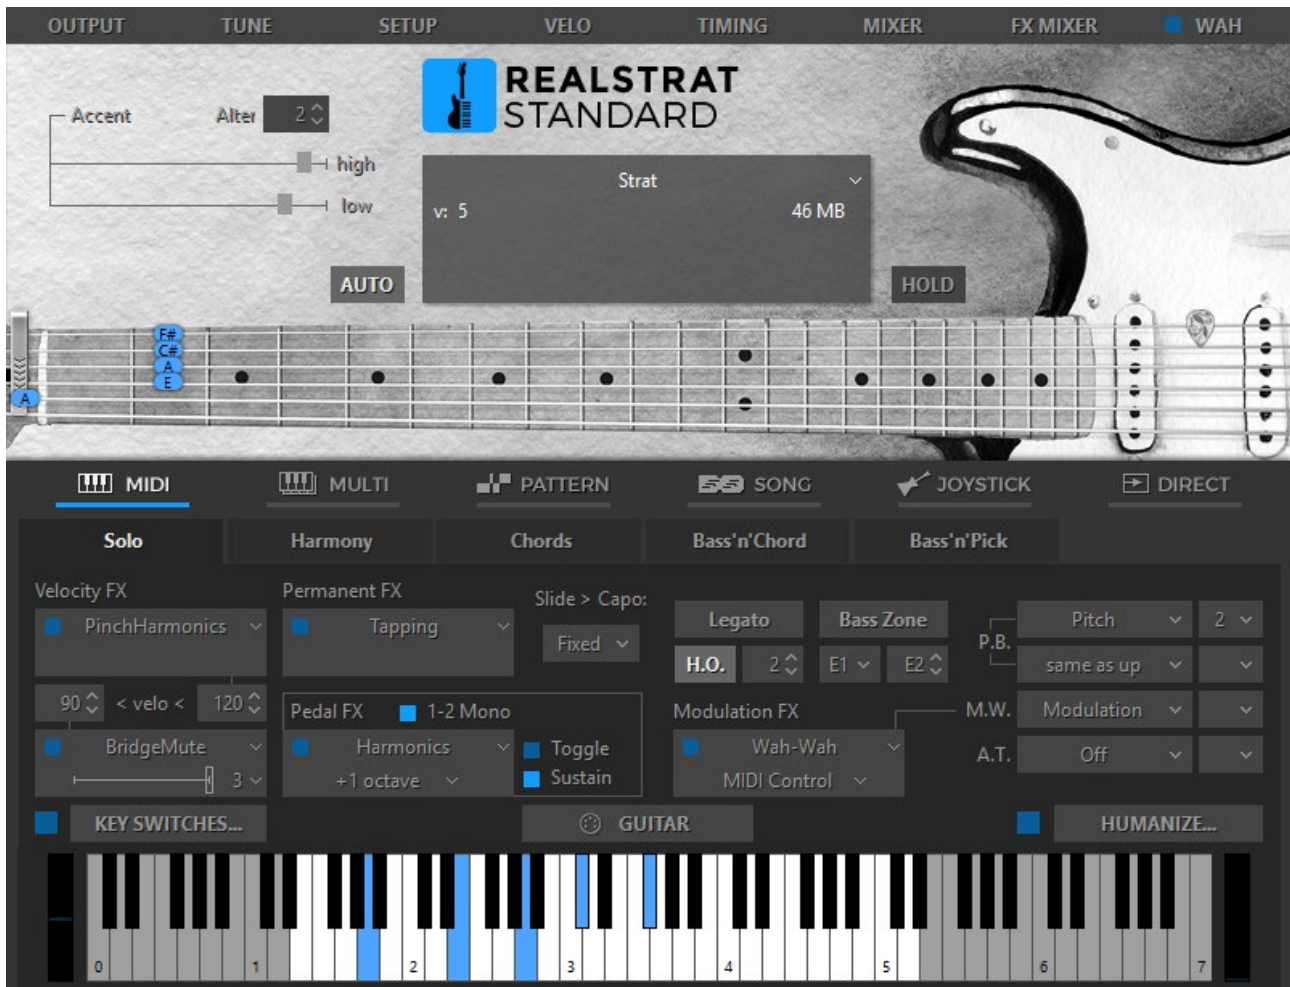 OUTPUT TUNE SETUP VELO TIMING MIXER FX MIXER WAH
REALSTRAT
STANDARD
Accent Alter 2
high
low
Strat
v: 5 46 MB
AUTO HOLD
F#
C#
A
E
A
MIDI MULTI PATTERN SONG JOYSTICK DIRECT
Solo Harmony Chords Bass'n'Chord Bass'n'Pick
Velocity FX Permanent FX Slide > Capo:
PinchHarmonics Tapping Fixed Legato Bass Zone P.B. Pitch 2
H.O. 2 E1 E2 same as up
90 < velo < 120 Pedal FX 1-2 Mono Modulation FX M.W. Modulation
BridgeMute Harmonics Toggle Wah-Wah A.T. Off
3 +1 octave Sustain MIDI Control
KEY SWITCHES... GUITAR HUMANIZE...
0 1 2 3 4 5 6 7